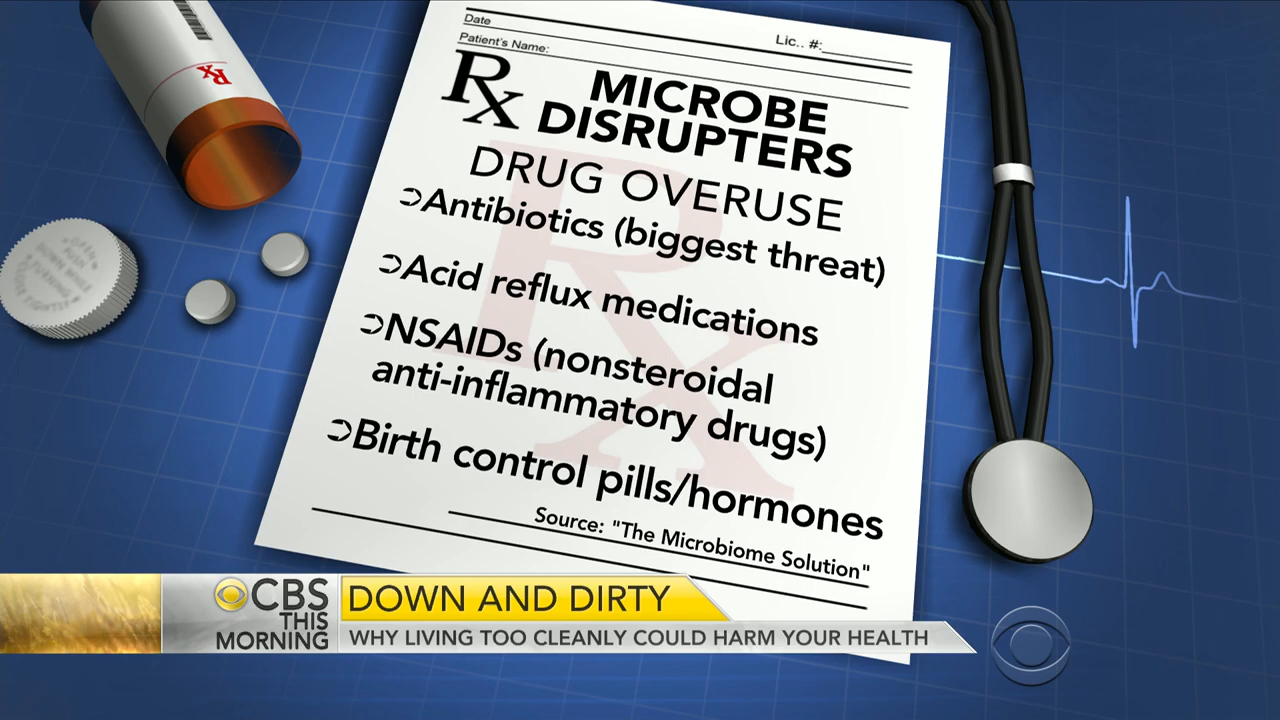 Date
Lic.. #:
Patient's Name:
Rx
MICROBE
DISRUPTERS
DRUG OVERUSE
➲Antibiotics (biggest threat)
➲Acid reflux medications
➲NSAIDs (nonsteroidal
anti-inflammatory drugs)
➲Birth control pills/hormones
Source: "The Microbiome Solution"
Rx
CBS
THIS
MORNING
DOWN AND DIRTY
WHY LIVING TOO CLEANLY COULD HARM YOUR HEALTH